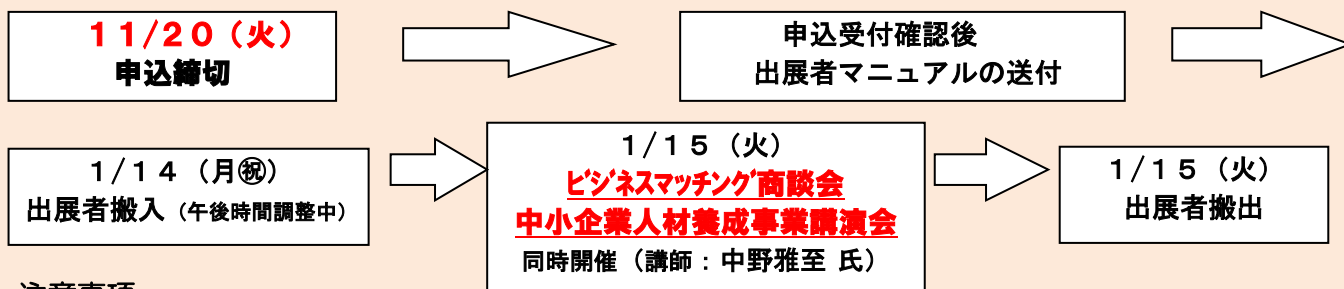 11/20（火）
申込締切
申込受付確認後
出展者マニュアルの送付
1/14（月㊗）
出展者搬入（午後時間調整中）
1/15（火）
ﾋﾞｼﾞﾈｽﾏｯﾁﾝｸﾞ商談会
中小企業人材養成事業講演会
同時開催（講師：中野雅至 氏）
1/15（火）
出展者搬出
注意事項